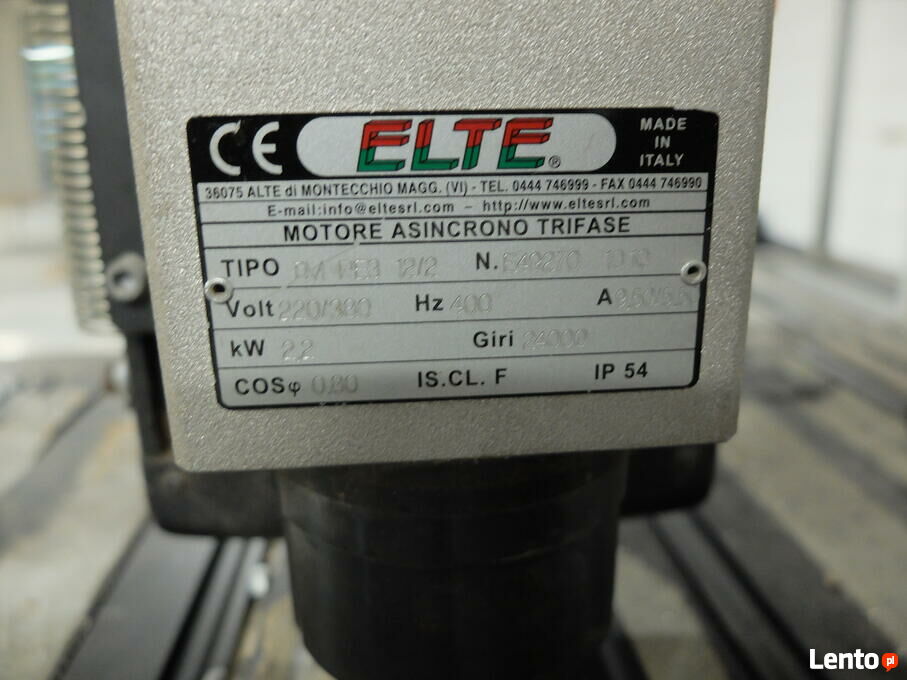 CE ELTE® MADE IN ITALY
36075 ALTE di MONTECCHIO MAGG. (VI) - TEL. 0444 746999 - FAX 0444 746990
E-mail:info@eltesrl.com – http://www.eltesrl.com
MOTORE ASINCRONO TRIFASE
TIPO 12/2 N.
Volt 220/380 Hz 400 A
kW 2.2 Giri 24000
COSφ 0.80 IS.CL. F IP 54
Lento.pl